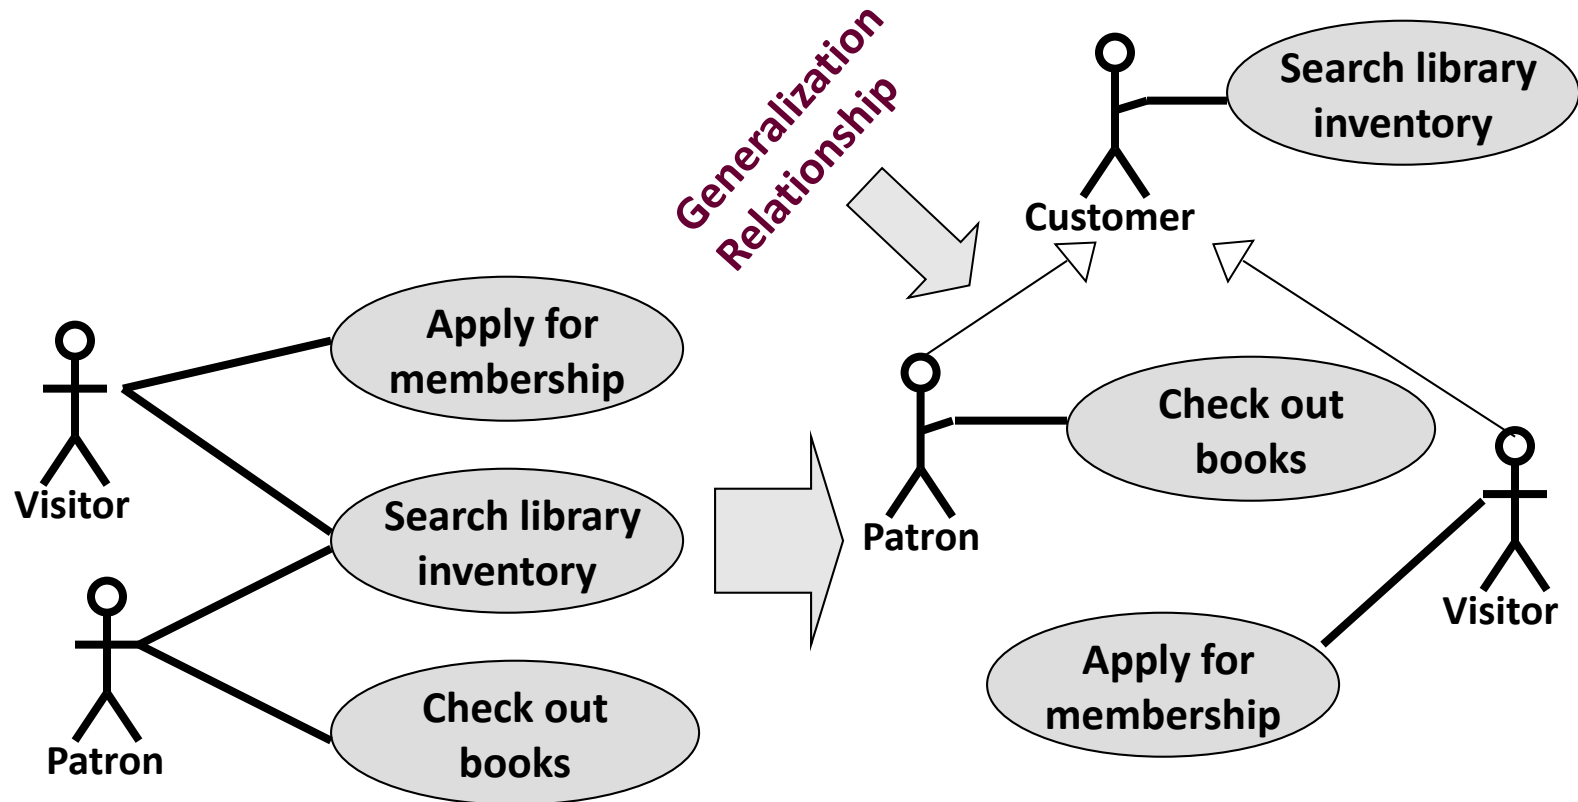 Generalization
Relationship
Search library
inventory
Customer
Apply for
membership
Visitor
Search library
inventory
Patron
Check out
books
Check out
books
Patron
Visitor
Apply for
membership